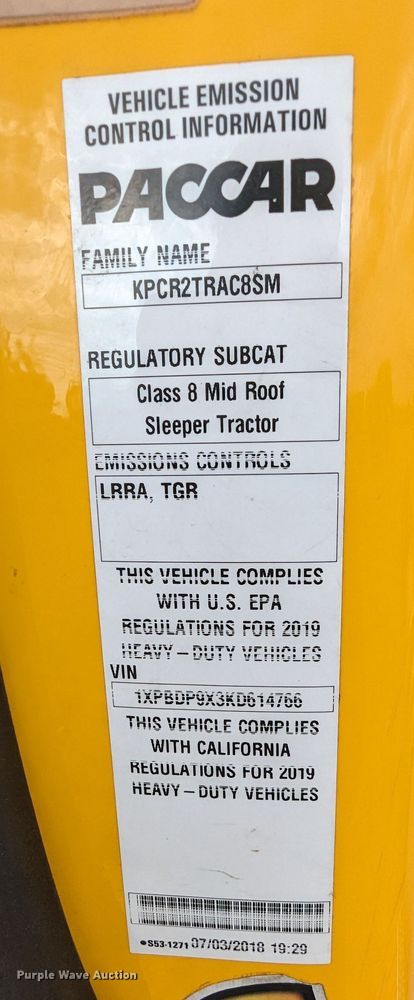 VEHICLE EMISSION
CONTROL INFORMATION
PACCAR
FAMILY NAME
KPCR2TRAC8SM
REGULATORY SUBCAT
Class 8 Mid Roof
Sleeper Tractor
EMISSIONS CONTROLS
LRRA, TGR
THIS VEHICLE COMPLIES
WITH U.S. EPA
REGULATIONS FOR 2019
HEAVY–DUTY VEHICLES
VIN
1XPBDP9X3KD614766
THIS VEHICLE COMPLIES
WITH CALIFORNIA
REGULATIONS FOR 2019
HEAVY–DUTY VEHICLES
•S53-1271 07/03/2018 19:29
Purple Wave Auction